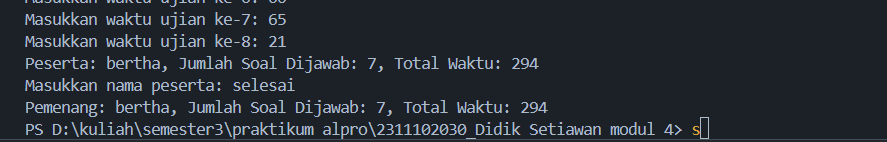 Masukkan waktu ujian ke-7: 65
Masukkan waktu ujian ke-8: 21
Peserta: bertha, Jumlah Soal Dijawab: 7, Total Waktu: 294
Masukkan nama peserta: selesai
Pemenang: bertha, Jumlah Soal Dijawab: 7, Total Waktu: 294
PS D:\kuliah\semester3\praktikum alpro\2311102030_Didik Setiawan modul 4> s